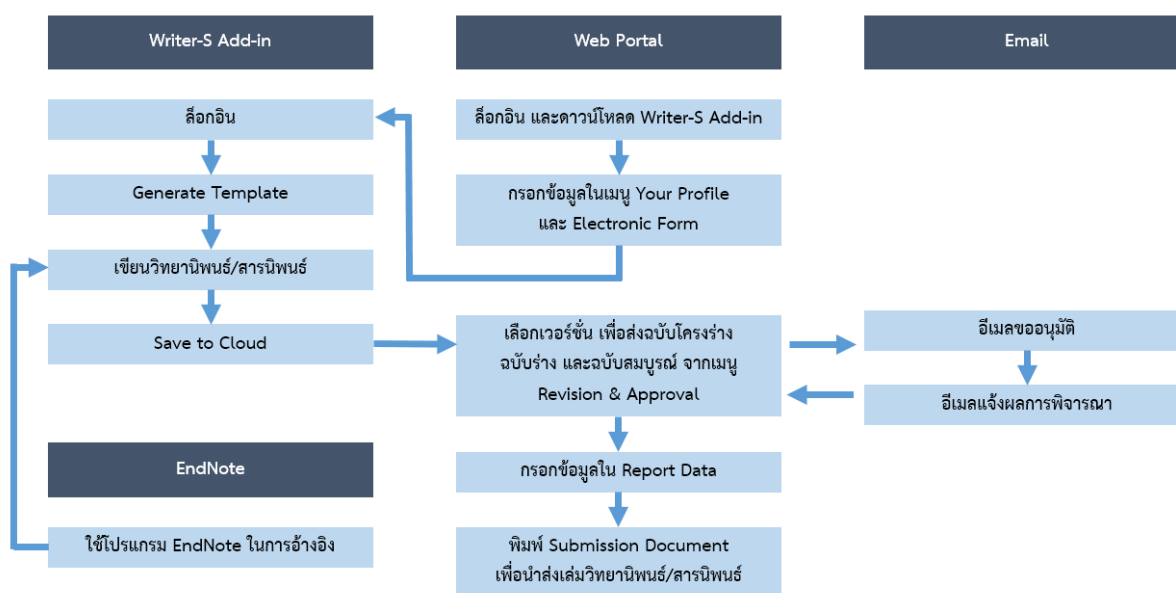 Writer-S Add-in
Web Portal
Email
ล็อกอิน
ล็อกอิน และดาวน์โหลด Writer-S Add-in
Generate Template
กรอกข้อมูลในเมนู Your Profile
และ Electronic Form
เขียนวิทยานิพนธ์/สารนิพนธ์
Save to Cloud
เลือกเวอร์ชั่น เพื่อส่งฉบับโครงร่าง
ฉบับร่าง และฉบับสมบูรณ์ จากเมนู
Revision & Approval
อีเมลขออนุมัติ
อีเมลแจ้งผลการพิจารณา
EndNote
กรอกข้อมูลใน Report Data
ใช้โปรแกรม EndNote ในการอ้างอิง
พิมพ์ Submission Document
เพื่อนำส่งเล่มวิทยานิพนธ์/สารนิพนธ์